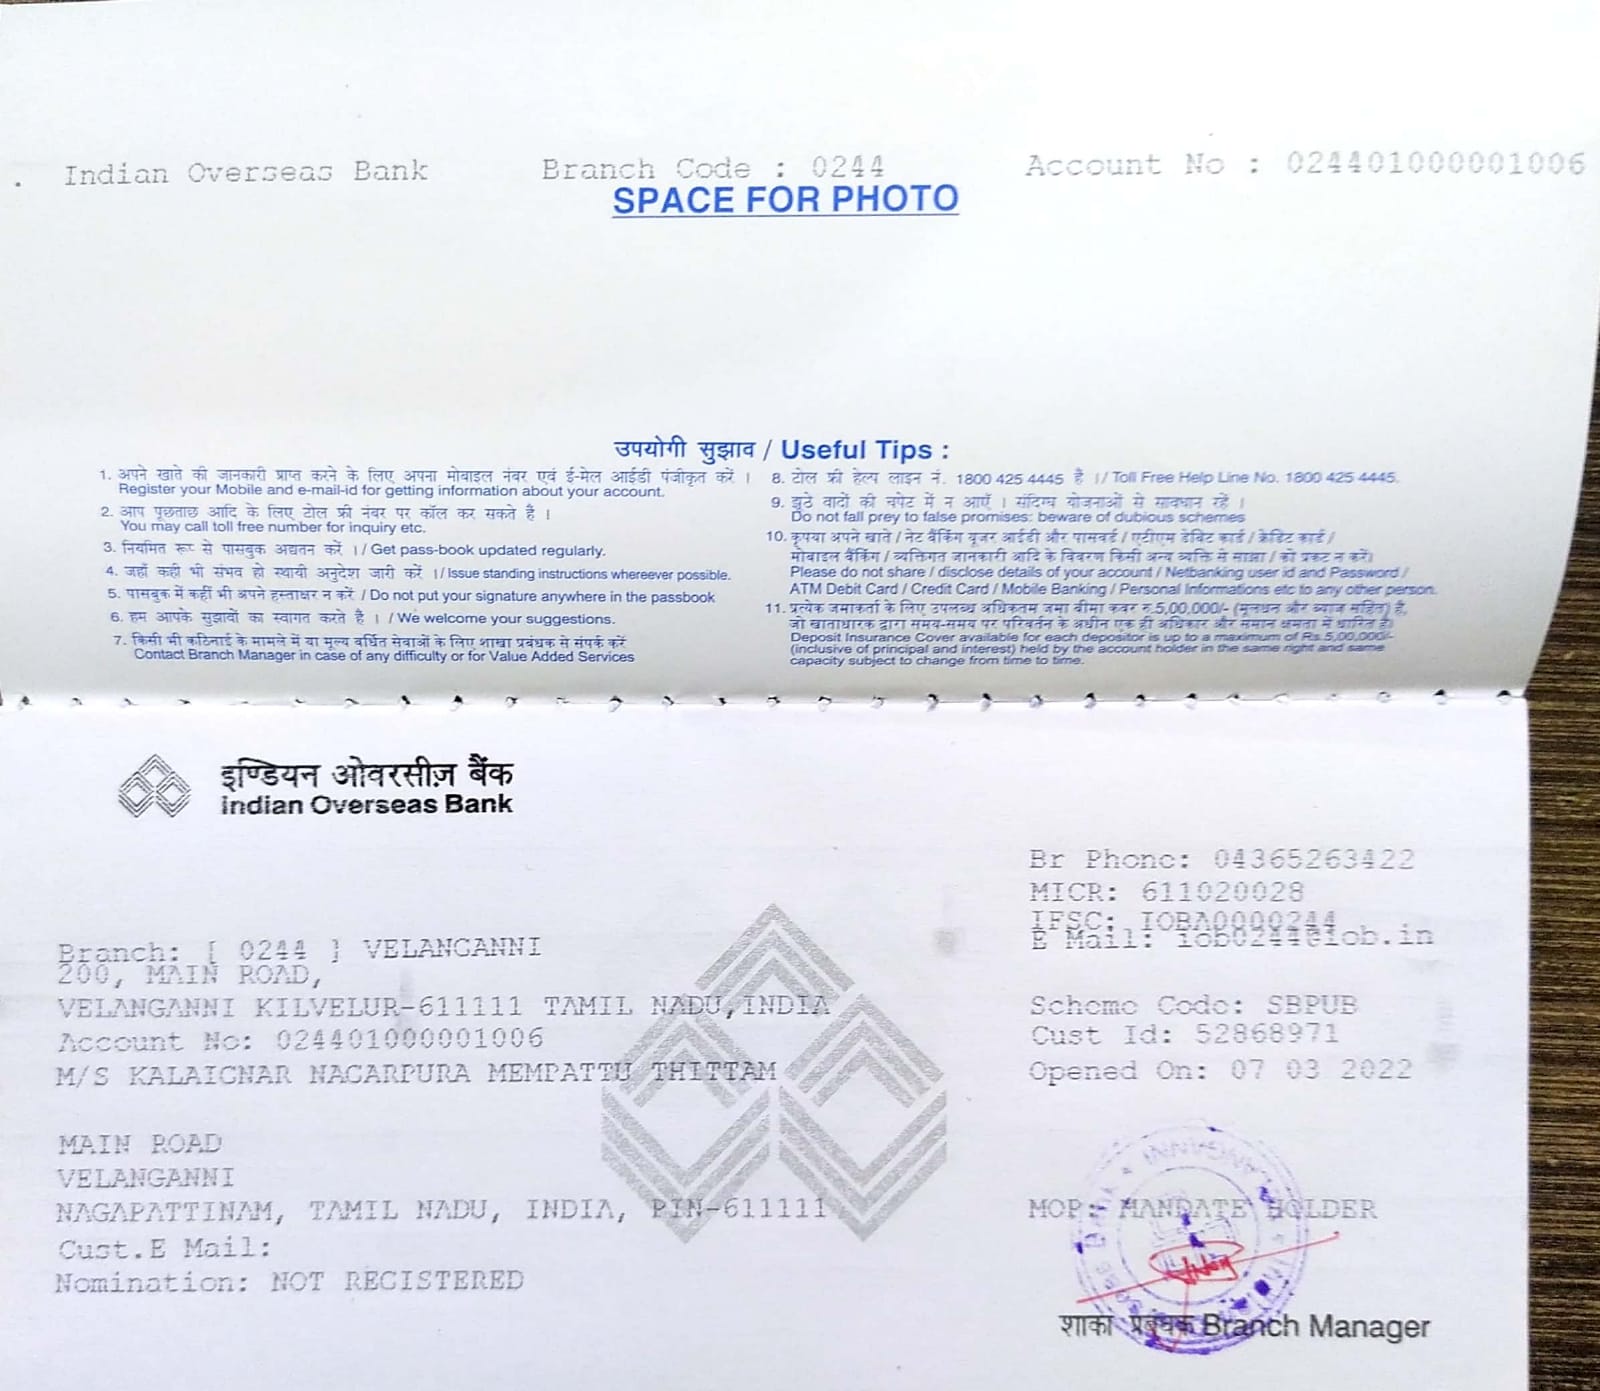 . Indian Overseas Bank Branch Code : 0244 Account No : 024401000001006
SPACE FOR PHOTO
उपयोगी सुझाव / Useful Tips :
1. अपने खाते की जानकारी प्राप्त करने के लिए अपना मोबाइल नंबर एवं ई-मेल आईडी पंजीकृत करें ।
Register your Mobile and e-mail-id for getting information about your account.
2. आप पूछताछ आदि के लिए टोल फ्री नंबर पर कॉल कर सकते है ।
You may call toll free number for inquiry etc.
3. नियमित रूप से पासबुक अद्यतन करें ।/ Get pass-book updated regularly.
4. जहाँ कही भी संभव हो स्थायी अनुदेश जारी करें ।/ Issue standing instructions whereever possible.
5. पासबुक में कहीं भी अपने हस्ताक्षर न करें / Do not put your signature anywhere in the passbook
6. हम आपके सुझावों का स्वागत करते है । / We welcome your suggestions.
7. किसी भी कठिनाई के मामले में या मूल्य वर्धित सेवाओं के लिए शाखा प्रबंधक से संपर्क करें
Contact Branch Manager in case of any difficulty or for Value Added Services
8. टोल फ्री हेल्प लाइन नं. 1800 425 4445 है ।/ Toll Free Help Line No. 1800 425 4445.
9. झूठे वादों की चपेट में न आएँ । संदिग्ध योजनाओं से सावधान रहें ।
Do not fall prey to false promises: beware of dubious schemes
10. कृपया अपने खाते / नेट बैंकिंग यूजर आईडी और पासवर्ड / एटीएम डेबिट कार्ड / क्रेडिट कार्ड /
मोबाइल बैंकिंग / व्यक्तिगत जानकारी आदि के विवरण किसी अन्य व्यक्ति से साझा / को प्रकट न करें।
Please do not share / disclose details of your account / Netbanking user id and Password /
ATM Debit Card / Credit Card / Mobile Banking / Personal Informations etc to any other person.
11. प्रत्येक जमाकर्ता के लिए उपलब्ध अधिकतम जमा बीमा कवर रु.5,00,000/- (मूलधन और ब्याज सहित) है,
जो खाताधारक द्वारा समय-समय पर परिवर्तन के अधीन एक ही अधिकार और समान क्षमता में धारित है।
Deposit Insurance Cover available for each depositor is up to a maximum of Rs.5,00,000/-
(inclusive of principal and interest) held by the account holder in the same right and same
capacity subject to change from time to time.
इण्डियन ओवरसीज़ बैंक
Indian Overseas Bank
Br Phone: 04365263422
MICR: 611020028
IFSC: IOBA0000244
E Mail: iob0244@iob.in
Branch: [ 0244 ] VELANGANNI
200, MAIN ROAD,
VELANGANNI KILVELUR-611111 TAMIL NADU,INDIA
Account No: 024401000001006
M/S KALAIGNAR NAGARPURA MEMPATTU THITTAM
Scheme Code: SBPUB
Cust Id: 52868971
Opened On: 07 03 2022
MAIN ROAD
VELANGANNI
NAGAPATTINAM, TAMIL NADU, INDIA, PIN-611111
Cust.E Mail:
Nomination: NOT REGISTERED
MOP: MANDATE HOLDER
शाका प्रबंधक Branch Manager